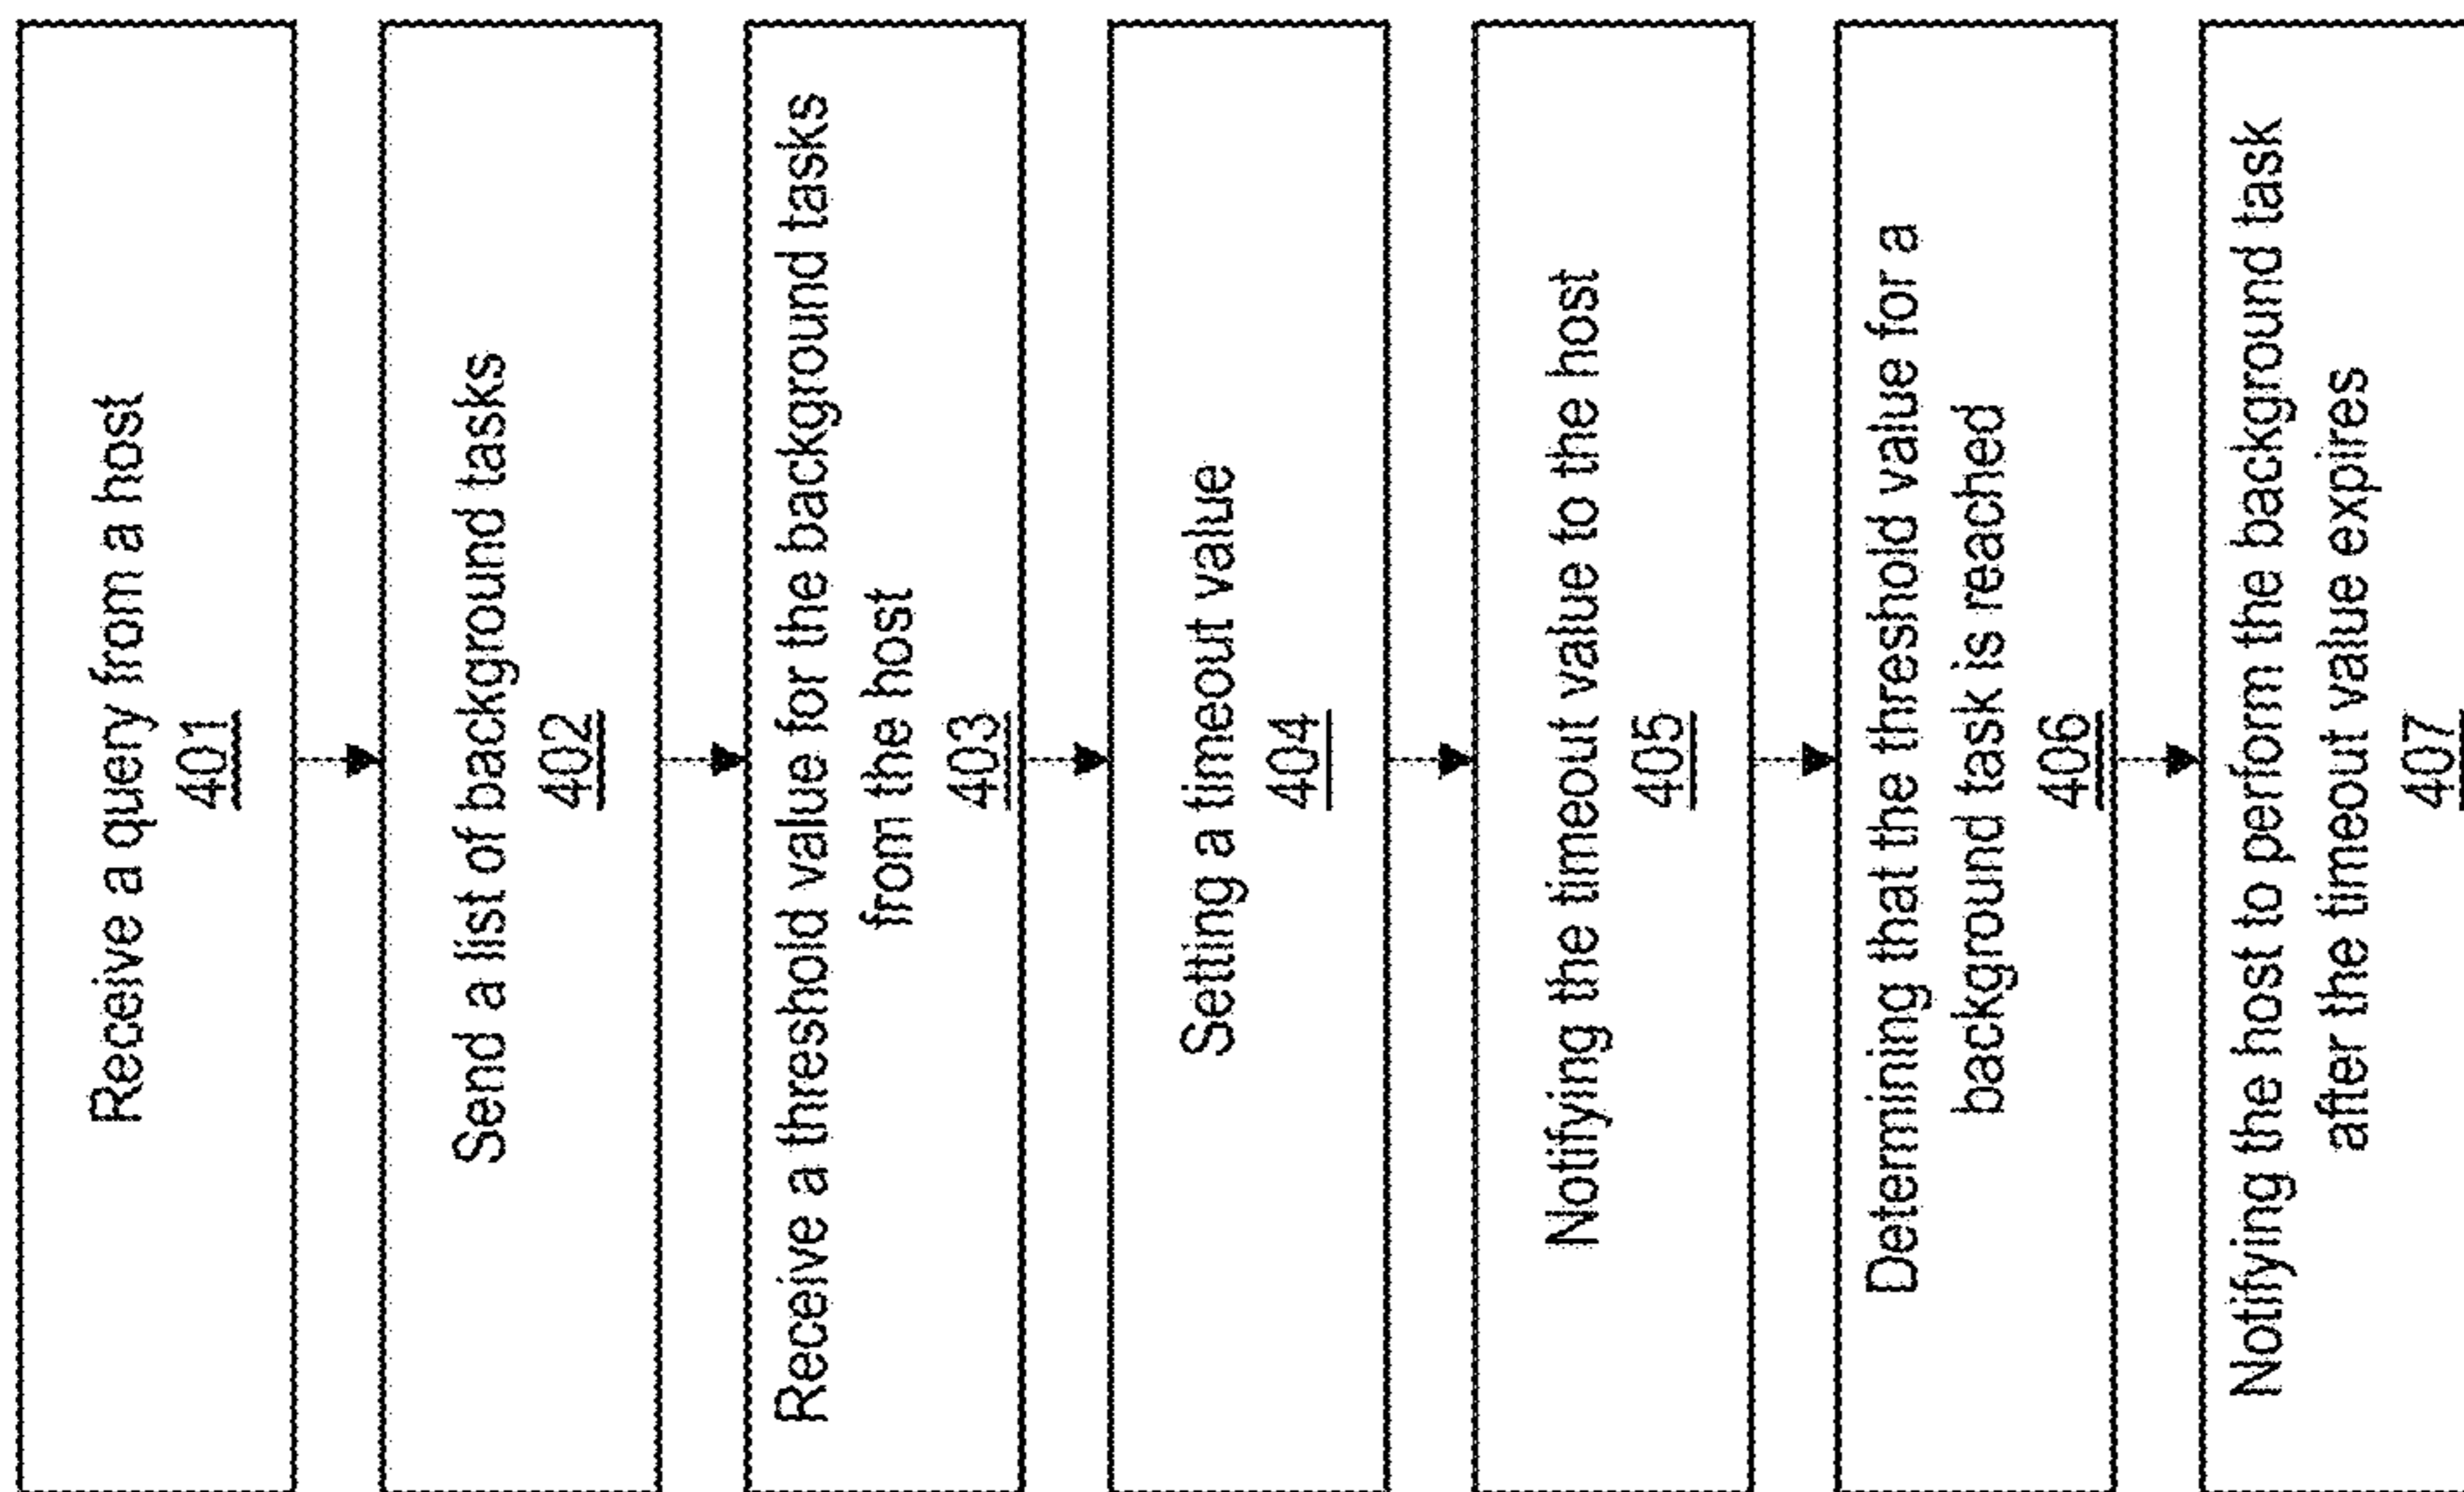 Receive a query from a host
401
Send a list of background tasks
402
Receive a threshold value for the background tasks
from the host
403
Setting a timeout value
404
Notifying the timeout value to the host
405
Determining that the threshold value for a
background task is reached
406
Notifying the host to perform the background task
after the timeout value expires
407